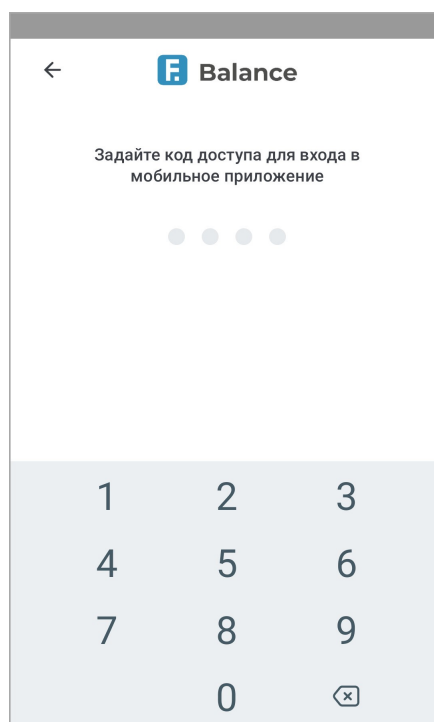 F. Balance
Задайте код доступа для входа в
мобильное приложение
1 2 3
4 5 6
7 8 9
0